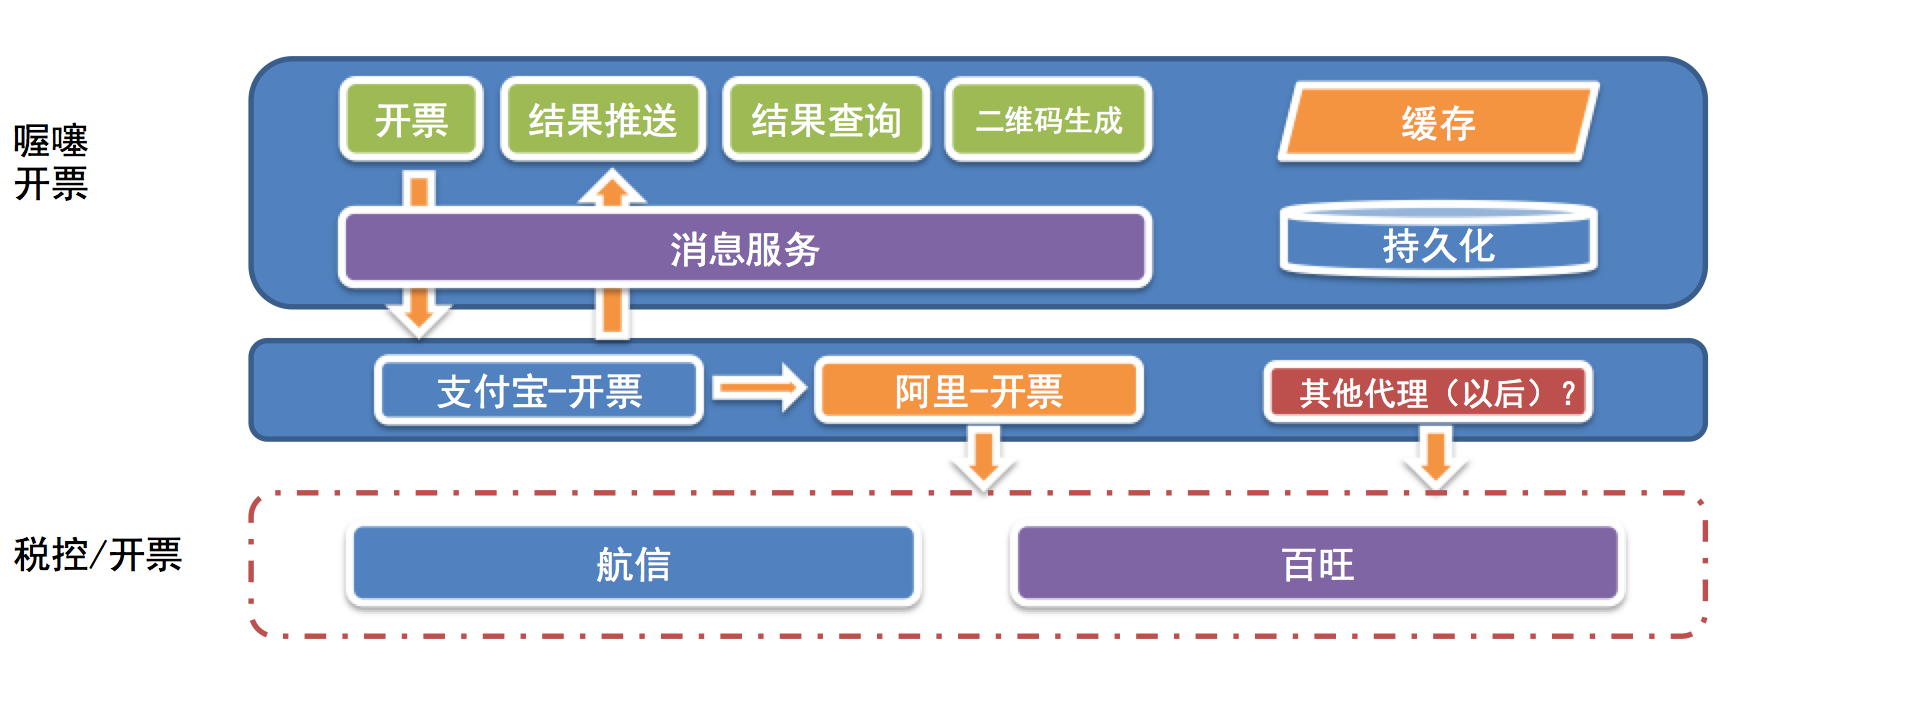 喔噻
开票
开票
结果推送
结果查询
二维码生成
缓存
消息服务
持久化
支付宝-开票
阿里-开票
其他代理（以后）？
税控/开票
航信
百旺